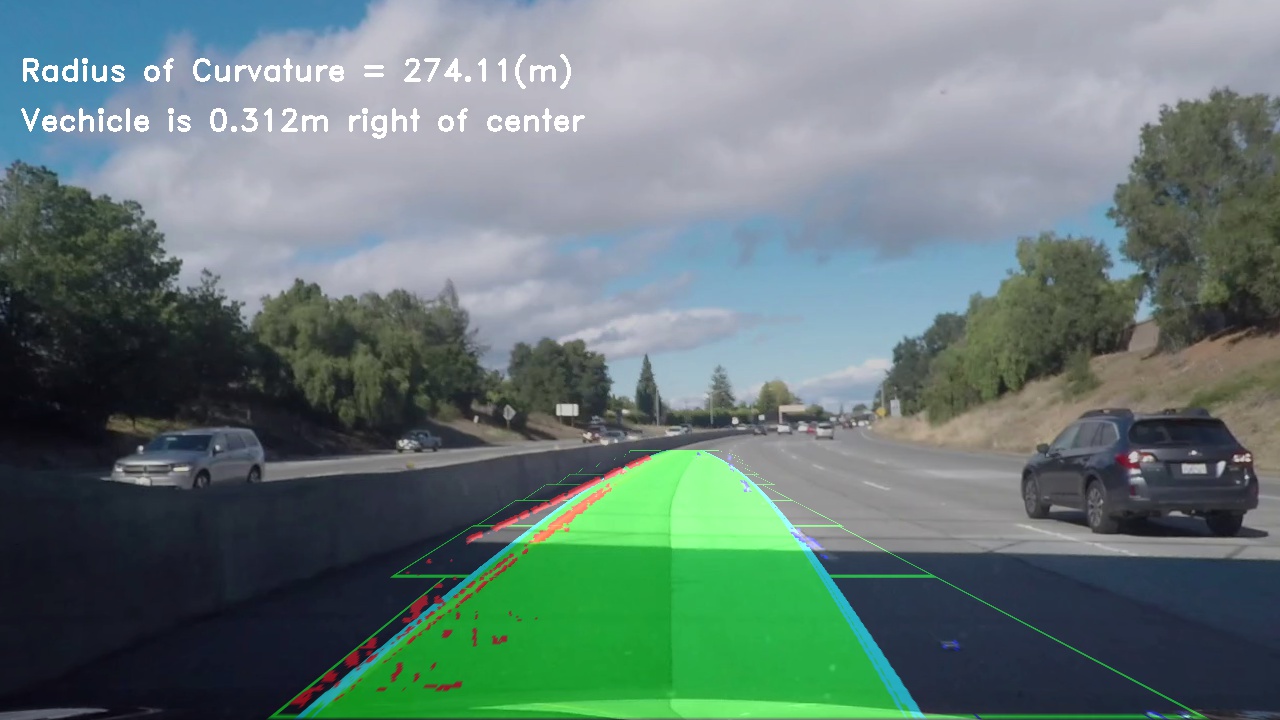 Radius of Curvature = 274.11(m)
Vechicle is 0.312m right of center